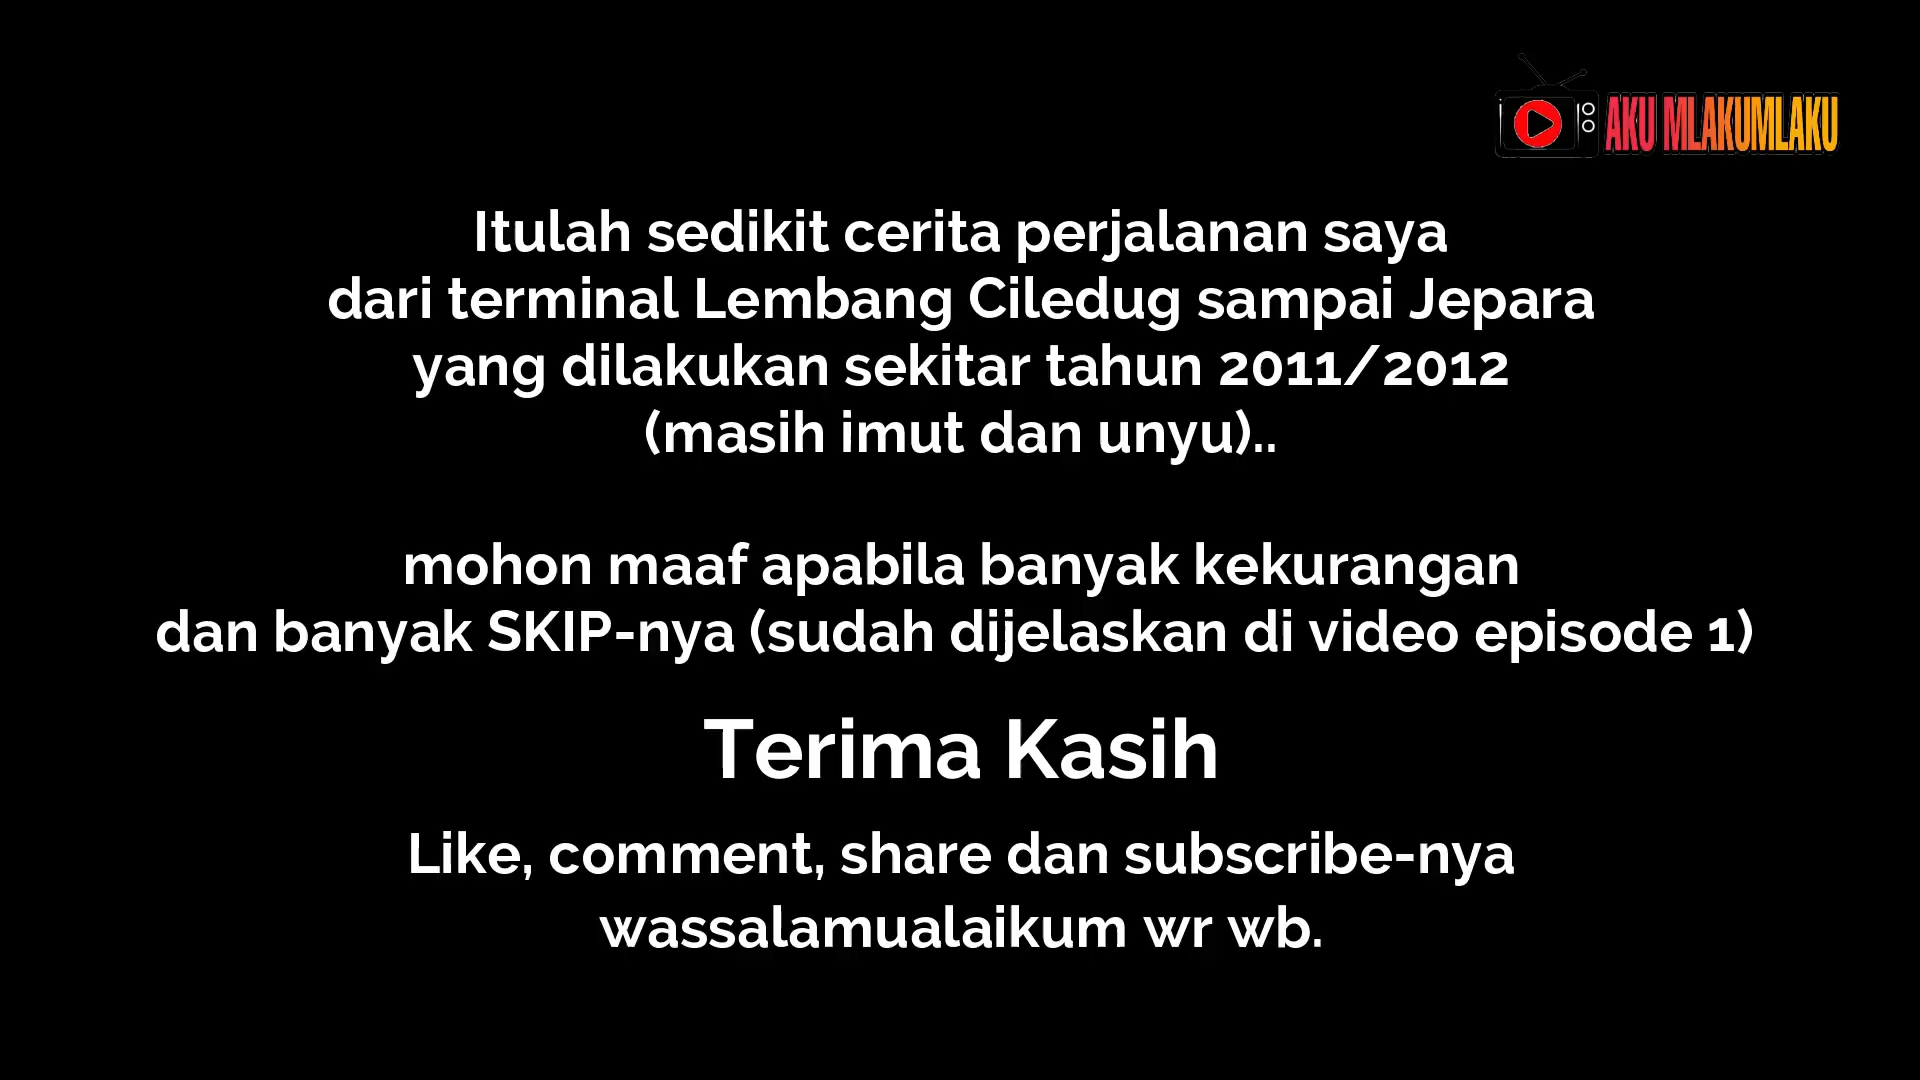 AKU MLAKUMLAKU
Itulah sedikit cerita perjalanan saya
dari terminal Lembang Ciledug sampai Jepara
yang dilakukan sekitar tahun 2011/2012
(masih imut dan unyu)..
mohon maaf apabila banyak kekurangan
dan banyak SKIP-nya (sudah dijelaskan di video episode 1)
Terima Kasih
Like, comment, share dan subscribe-nya
wassalamualaikum wr wb.